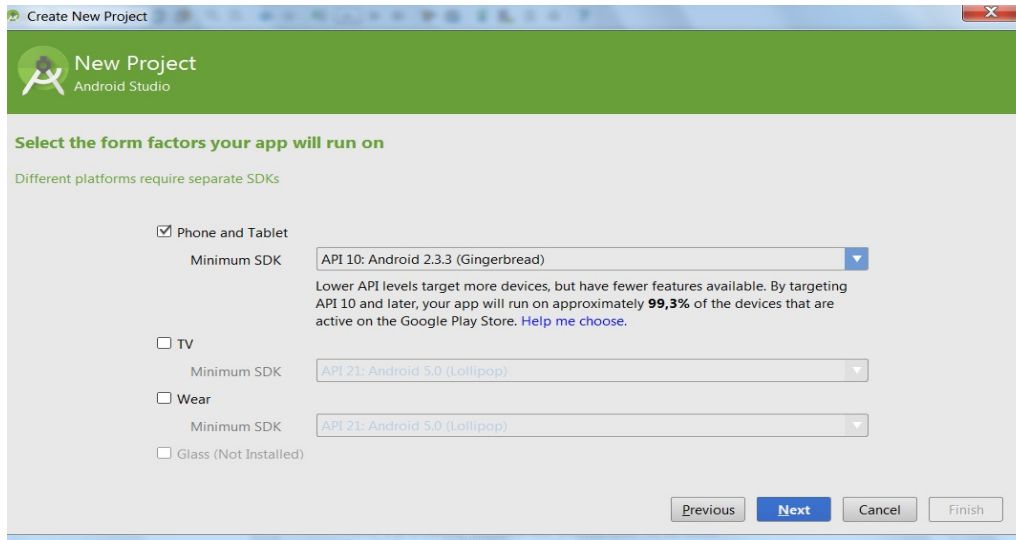 Create New Project
New Project
Android Studio
Select the form factors your app will run on
Different platforms require separate SDKs
Phone and Tablet
Minimum SDK
API 10: Android 2.3.3 (Gingerbread)
Lower API levels target more devices, but have fewer features available. By targeting
API 10 and later, your app will run on approximately 99,3% of the devices that are
active on the Google Play Store. Help me choose.
TV
Minimum SDK
API 21: Android 5.0 (Lollipop)
Wear
Minimum SDK
API 21: Android 5.0 (Lollipop)
Glass (Not Installed)
Previous
Next
Cancel
Finish